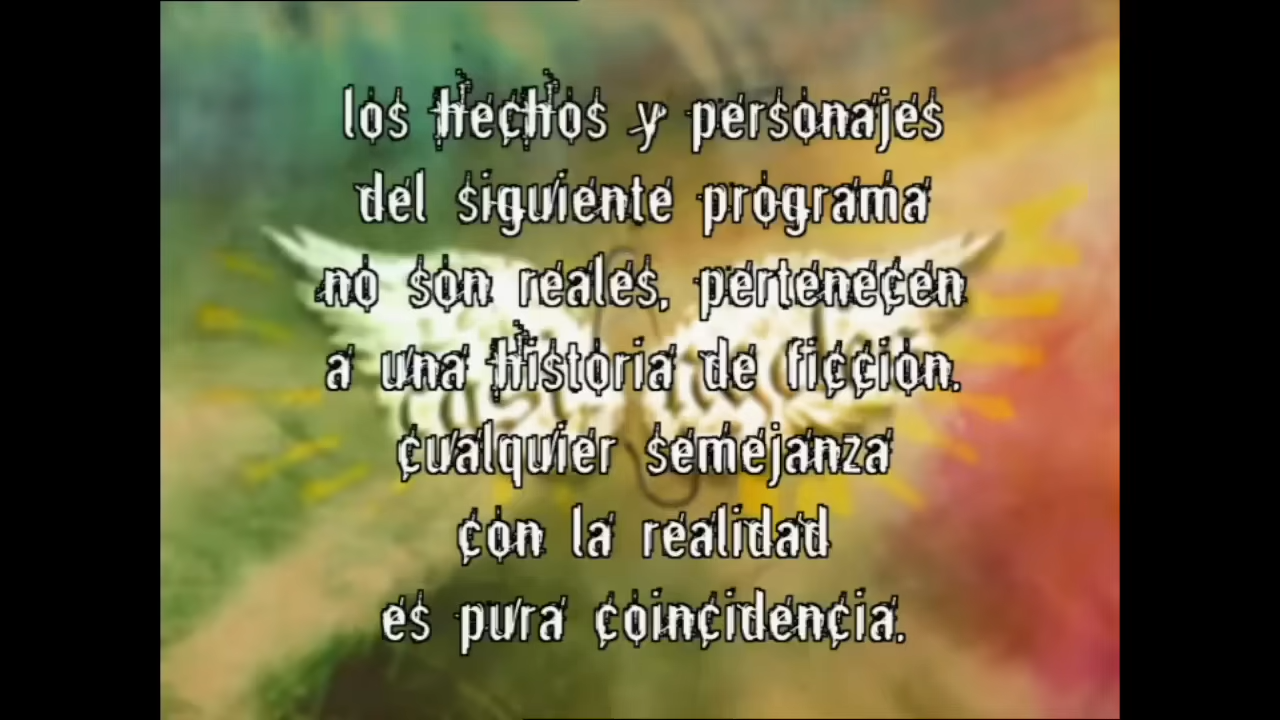 los Hechos y personajes
del siguiente programa
no son reales, pertenecen
a una Historia de ficción.
cualquier semejanza
con la realidad
es pura coincidencia.